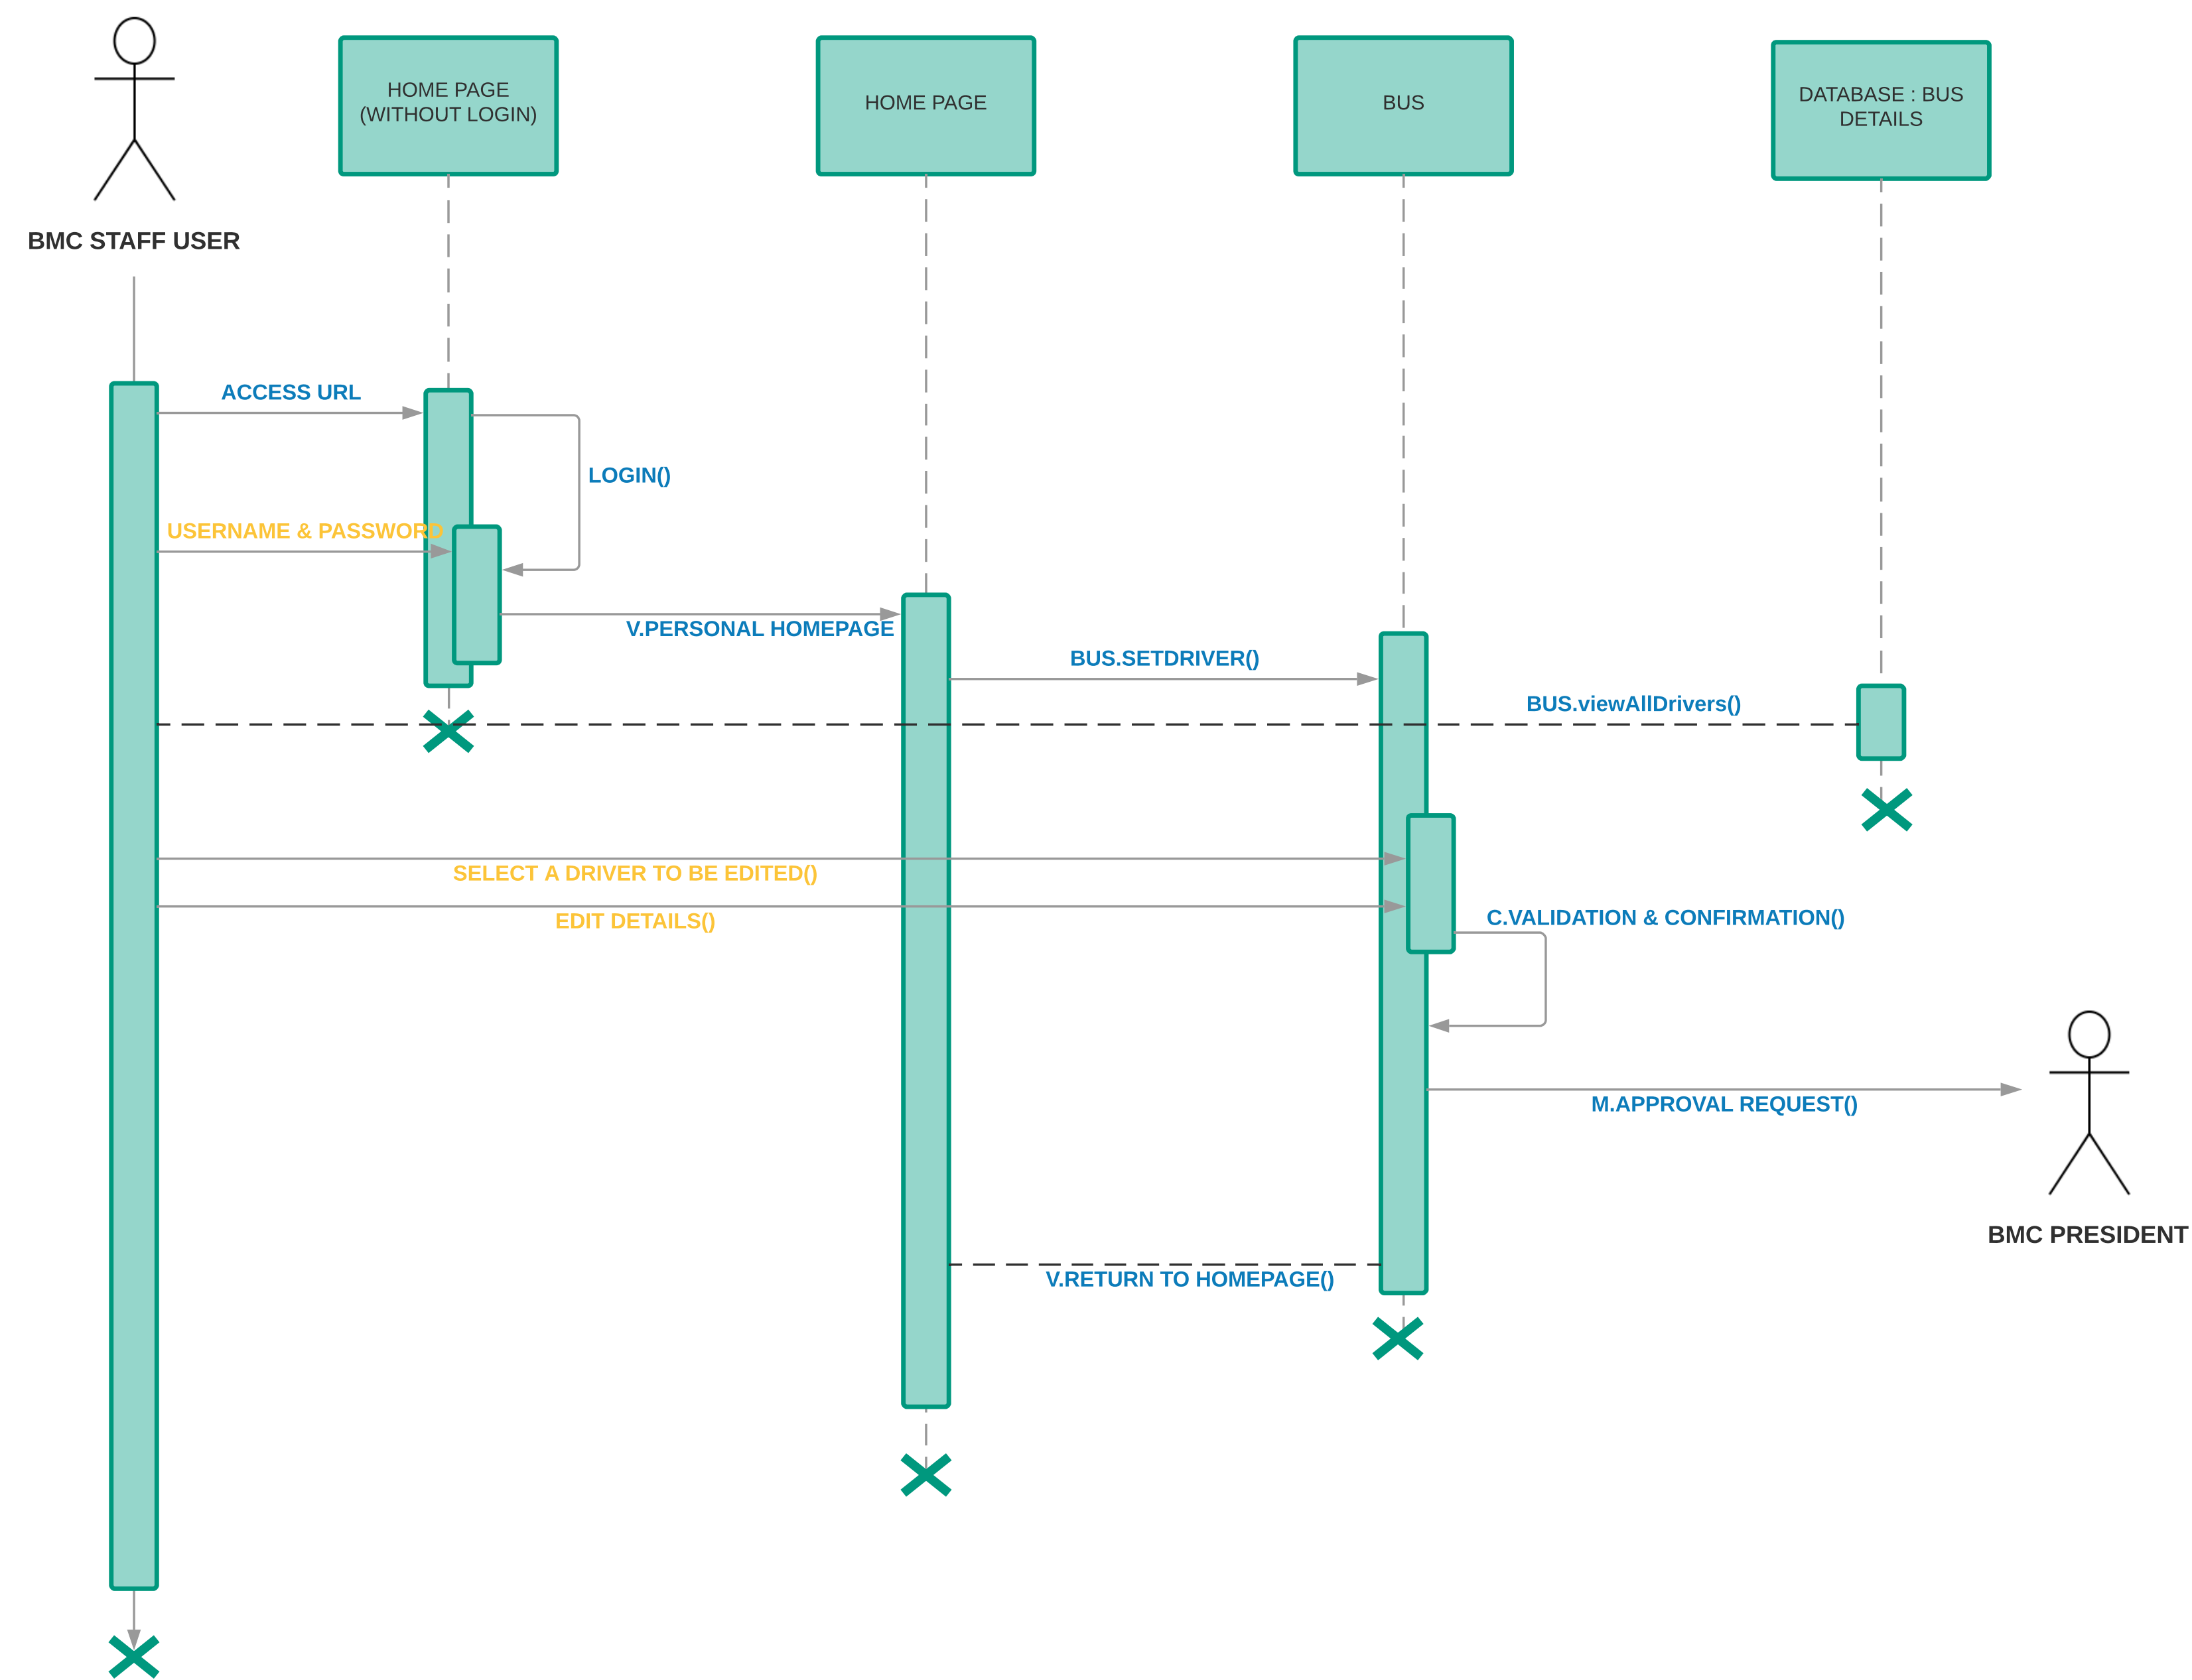 HOME PAGE
(WITHOUT LOGIN)
HOME PAGE
BUS
DATABASE : BUS
DETAILS
BMC STAFF USER
ACCESS URL
LOGIN()
USERNAME & PASSWORD
V.PERSONAL HOMEPAGE
BUS.SETDRIVER()
BUS.viewAllDrivers()
SELECT A DRIVER TO BE EDITED()
EDIT DETAILS()
C.VALIDATION & CONFIRMATION()
M.APPROVAL REQUEST()
BMC PRESIDENT
V.RETURN TO HOMEPAGE()